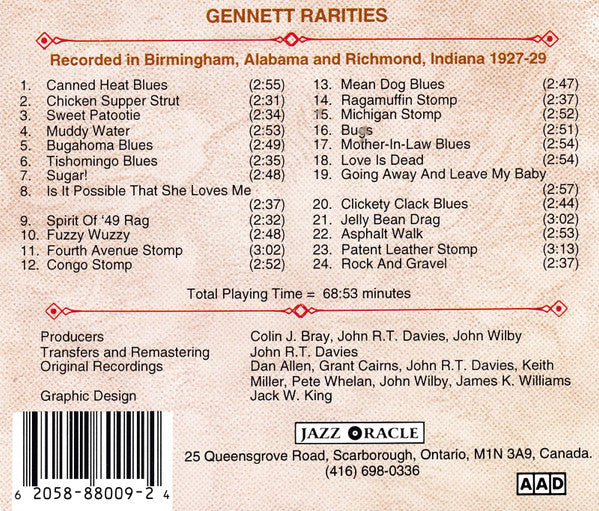 GENNETT RARITIES
Recorded in Birmingham, Alabama and Richmond, Indiana 1927-29
1. Canned Heat Blues (2:55)
2. Chicken Supper Strut (2:31)
3. Sweet Patootie (2:34)
4. Muddy Water (2:53)
5. Bugahoma Blues (2:49)
6. Tishomingo Blues (2:35)
7. Sugar! (2:48)
8. Is It Possible That She Loves Me
(2:37)
9. Spirit Of '49 Rag (2:32)
10. Fuzzy Wuzzy (2:48)
11. Fourth Avenue Stomp (3:02)
12. Congo Stomp (2:52)
13. Mean Dog Blues (2:47)
14. Ragamuffin Stomp (2:37)
15. Michigan Stomp (2:52)
16. Bugs (2:51)
17. Mother-In-Law Blues (2:54)
18. Love Is Dead (2:54)
19. Going Away And Leave My Baby
(2:57)
20. Clickety Clack Blues (2:44)
21. Jelly Bean Drag (3:02)
22. Asphalt Walk (2:53)
23. Patent Leather Stomp (3:13)
24. Rock And Gravel (2:37)
Total Playing Time = 68:53 minutes
Producers Colin J. Bray, John R.T. Davies, John Wilby
Transfers and Remastering John R.T. Davies
Original Recordings Dan Allen, Grant Cairns, John R.T. Davies, Keith
Miller, Pete Whelan, John Wilby, James K. Williams
Graphic Design Jack W. King
JAZZ ORACLE
25 Queensgrove Road, Scarborough, Ontario, M1N 3A9, Canada.
(416) 698-0336
AAD
6 2058-88009-2 4